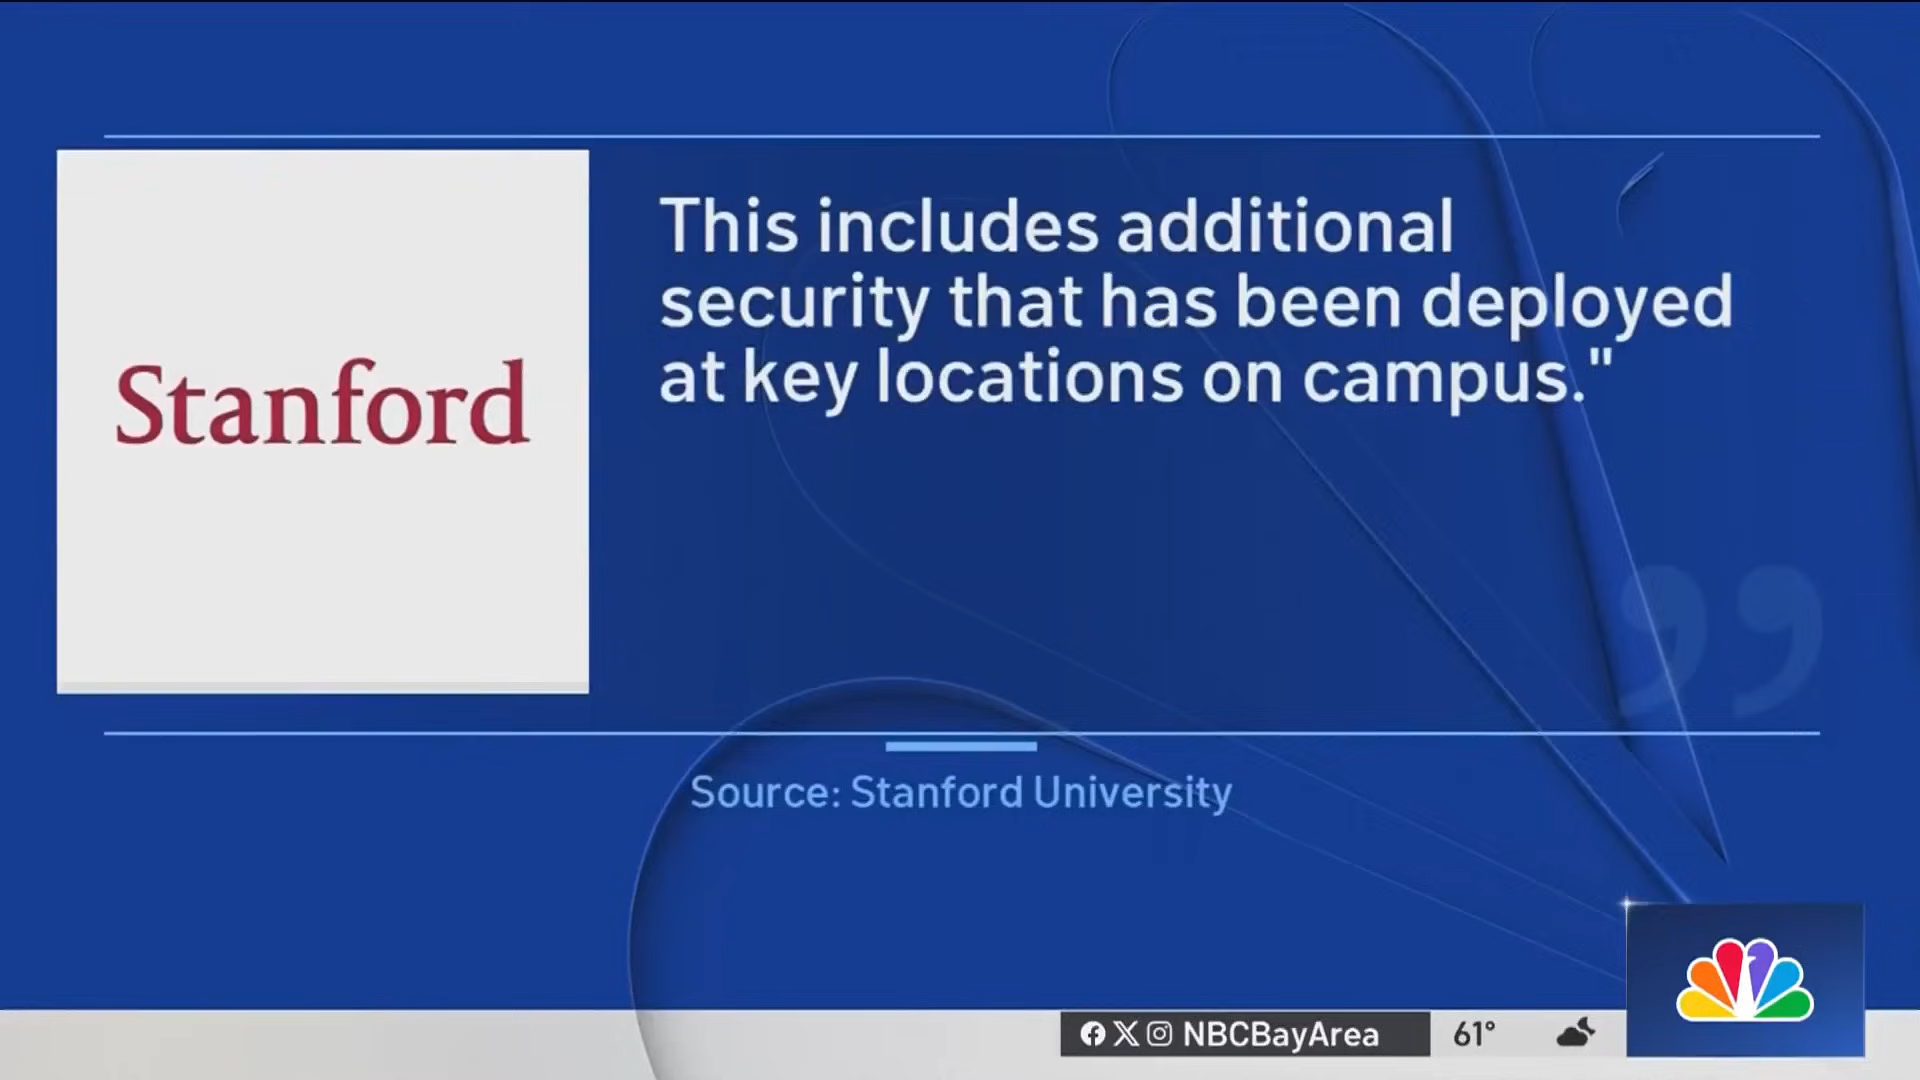 Stanford
This includes additional
security that has been deployed
at key locations on campus."
Source: Stanford University
NBCBayArea
61°